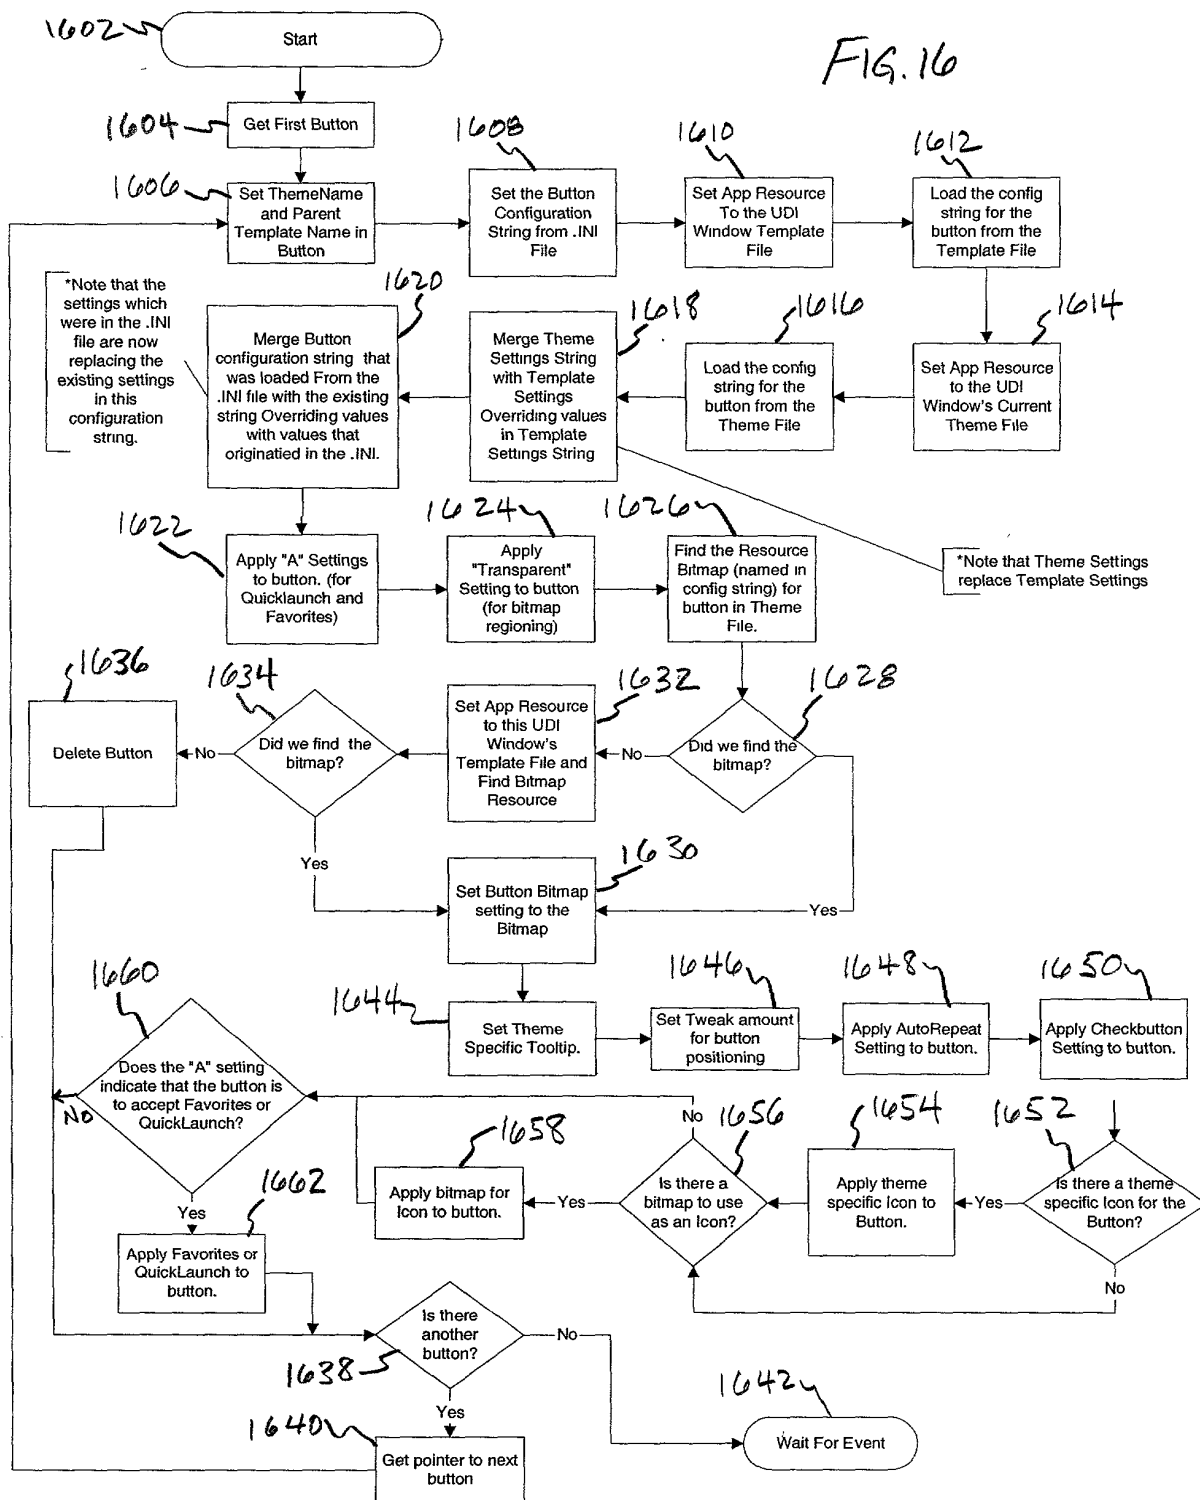 1602
Start
FIG. 16
1604
Get First Button
1606
Set ThemeName
and Parent
Template Name in
Button
1608
Set the Button
Configuration
String from .INI
File
1610
Set App Resource
To the UDI
Window Template
File
1612
Load the config
string for the
button from the
Template File
*Note that the
settings which
were in the .INI
file are now
replacing the
existing settings
in this
configuration
string.
1620
Merge Button
configuration string that
was loaded From the
.INI file with the existing
string Overriding values
with values that
originatied in the .INI.
1618
Merge Theme
Settings String
with Template
Settings
Overriding values
in Template
Settings String
1616
Load the config
string for the
button from the
Theme File
1614
Set App Resource
to the UDI
Window's Current
Theme File
1622
Apply "A" Settings
to button. (for
Quicklaunch and
Favorites)
1624
Apply
"Transparent"
Setting to button
(for bitmap
regioning)
1626
Find the Resource
Bitmap (named in
config string) for
button in Theme
File.
*Note that Theme Settings
replace Template Settings
1636
Delete Button
No
1634
Did we find the
bitmap?
Yes
1632
Set App Resource
to this UDI
Window's
Template File and
Find Bitmap
Resource
No
1628
Did we find the
bitmap?
Yes
1630
Set Button Bitmap
setting to the
Bitmap
1644
Set Theme
Specific Tooltip.
1646
Set Tweak amount
for button
positioning
1648
Apply AutoRepeat
Setting to button.
1650
Apply Checkbutton
Setting to button.
1660
Does the "A" setting
indicate that the button is
to accept Favorites or
QuickLaunch?
No
Yes
1658
Apply bitmap for
Icon to button.
Yes
No
1656
Is there a
bitmap to use
as an Icon?
1654
Apply theme
specific Icon to
Button.
Yes
1652
Is there a theme
specific Icon for the
Button?
No
1662
Apply Favorites or
QuickLaunch to
button.
Is there
another
button?
1638
No
Yes
1640
Get pointer to next
button
1642
Wait For Event